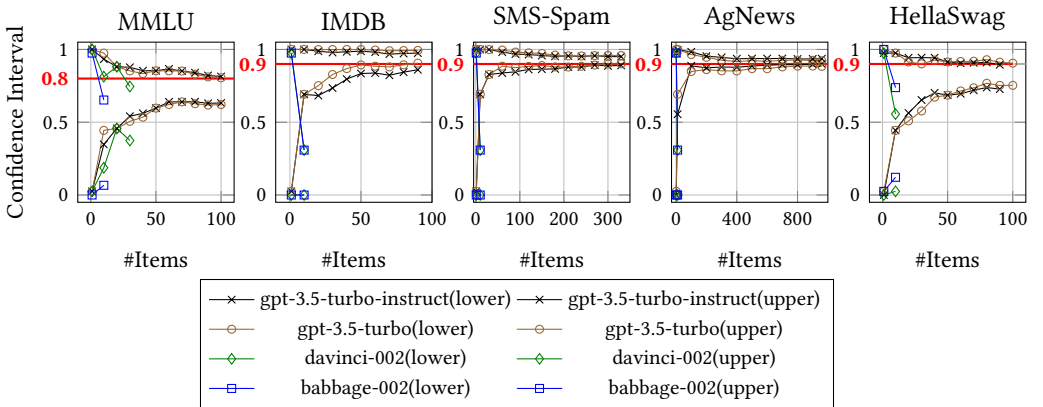 MMLU IMDB SMS-Spam AgNews HellaSwag
Confidence Interval
1 1 1 1 1
0.8 0.9 0.9 0.9 0.9
0.5 0.5 0.5 0.5 0.5
0 0 0 0 0
0 50 100 0 50 100 0 100 200 300 0 400 800 0 50 100
#Items #Items #Items #Items #Items
gpt-3.5-turbo-instruct(lower) gpt-3.5-turbo-instruct(upper)
gpt-3.5-turbo(lower) gpt-3.5-turbo(upper)
davinci-002(lower) davinci-002(upper)
babbage-002(lower) babbage-002(upper)